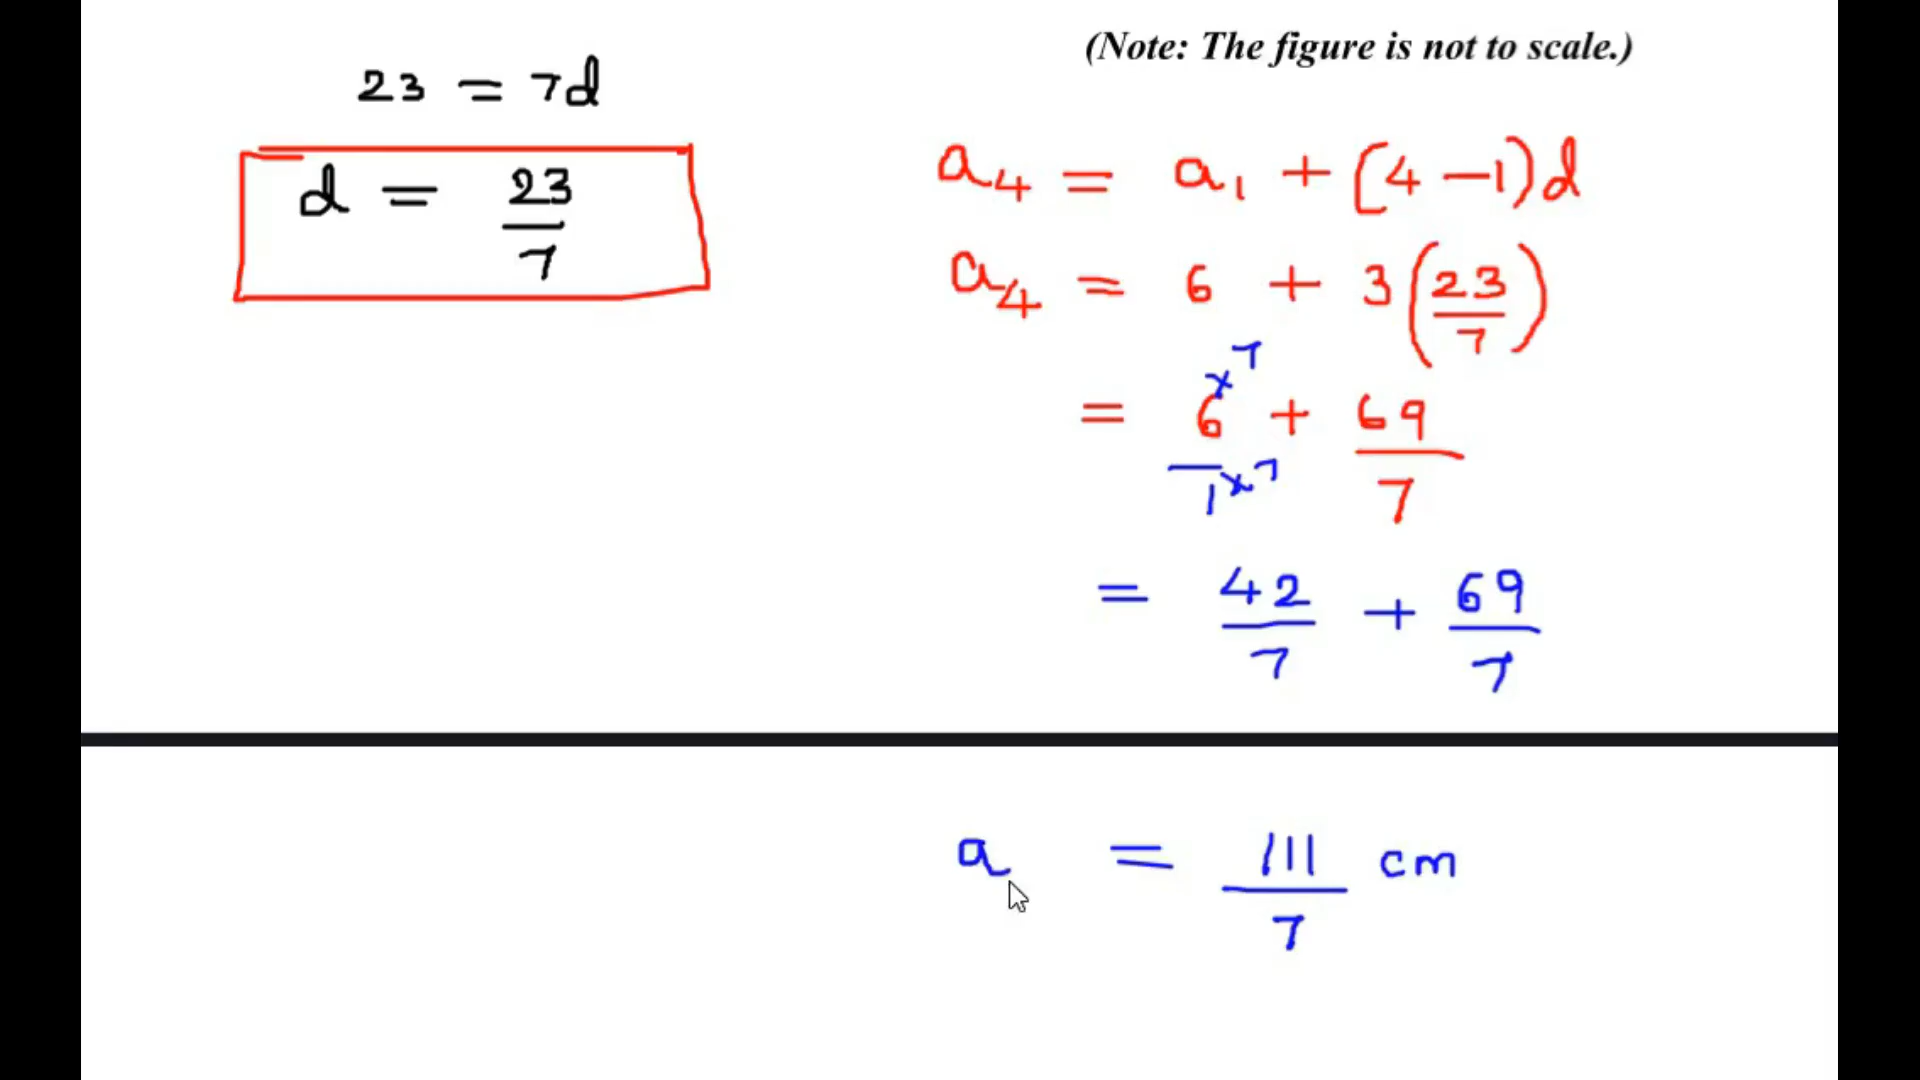 23 = 7d
d = 23/7
(Note: The figure is not to scale.)
a₄ = a₁ + (4 - 1)d
a₄ = 6 + 3(23/7)
= 6×7/1×7 + 69/7
= 42/7 + 69/7
a = 111/7 cm